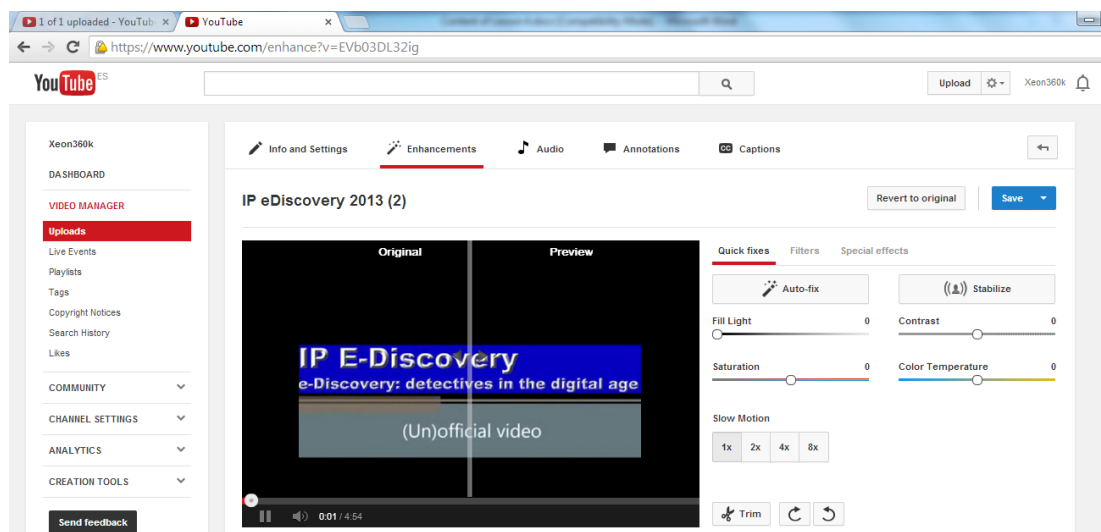 1 of 1 uploaded - YouTub
YouTube
https://www.youtube.com/enhance?v=EVb03DL32ig
YouTube ES
Upload
Xeon360k
Xeon360k
DASHBOARD
VIDEO MANAGER
Uploads
Live Events
Playlists
Tags
Copyright Notices
Search History
Likes
COMMUNITY
CHANNEL SETTINGS
ANALYTICS
CREATION TOOLS
Send feedback
Info and Settings
Enhancements
Audio
Annotations
CC Captions
IP eDiscovery 2013 (2)
Revert to original
Save
Original
Preview
IP E-Discovery
e-Discovery: detectives in the digital age
(Un)official video
0:01 / 4:54
Quick fixes
Filters
Special effects
Auto-fix
Stabilize
Fill Light 0
Contrast 0
Saturation 0
Color Temperature 0
Slow Motion
1x 2x 4x 8x
Trim